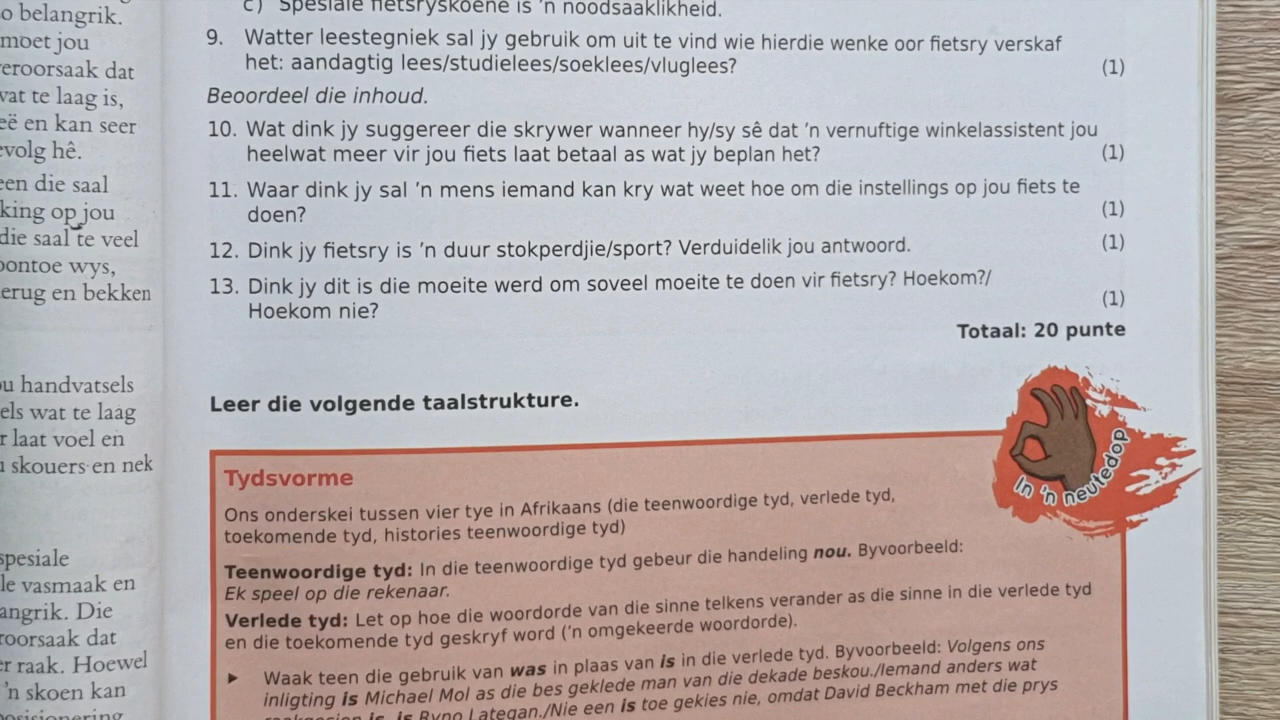 o belangrik.
moet jou
eroorsaak dat
vat te laag is,
eë en kan seer
evolg hê.
een die saal
king op jou
die saal te veel
oontoe wys,
erug en bekken
u handvatsels
els wat te laag
r laat voel en
u skouers en nek
spesiale
le vasmaak en
angrik. Die
roorsaak dat
er raak. Hoewel
'n skoen kan
posisionering
c) Spesiale fietsryskoene is 'n noodsaaklikheid.
9. Watter leestegniek sal jy gebruik om uit te vind wie hierdie wenke oor fietsry verskaf
het: aandagtig lees/studielees/soeklees/vluglees? (1)
Beoordeel die inhoud.
10. Wat dink jy suggereer die skrywer wanneer hy/sy sê dat 'n vernuftige winkelassistent jou
heelwat meer vir jou fiets laat betaal as wat jy beplan het? (1)
11. Waar dink jy sal 'n mens iemand kan kry wat weet hoe om die instellings op jou fiets te
doen? (1)
12. Dink jy fietsry is 'n duur stokperdjie/sport? Verduidelik jou antwoord. (1)
13. Dink jy dit is die moeite werd om soveel moeite te doen vir fietsry? Hoekom?/
Hoekom nie? (1)
Totaal: 20 punte
Leer die volgende taalstrukture.
In 'n neutedop
Tydsvorme
Ons onderskei tussen vier tye in Afrikaans (die teenwoordige tyd, verlede tyd,
toekomende tyd, histories teenwoordige tyd)
Teenwoordige tyd: In die teenwoordige tyd gebeur die handeling nou. Byvoorbeeld:
Ek speel op die rekenaar.
Verlede tyd: Let op hoe die woordorde van die sinne telkens verander as die sinne in die verlede tyd
en die toekomende tyd geskryf word ('n omgekeerde woordorde).
▶ Waak teen die gebruik van was in plaas van is in die verlede tyd. Byvoorbeeld: Volgens ons
inligting is Michael Mol as die bes geklede man van die dekade beskou./Iemand anders wat
is, is Ryno Lategan./Nie een is toe gekies nie, omdat David Beckham met die prys